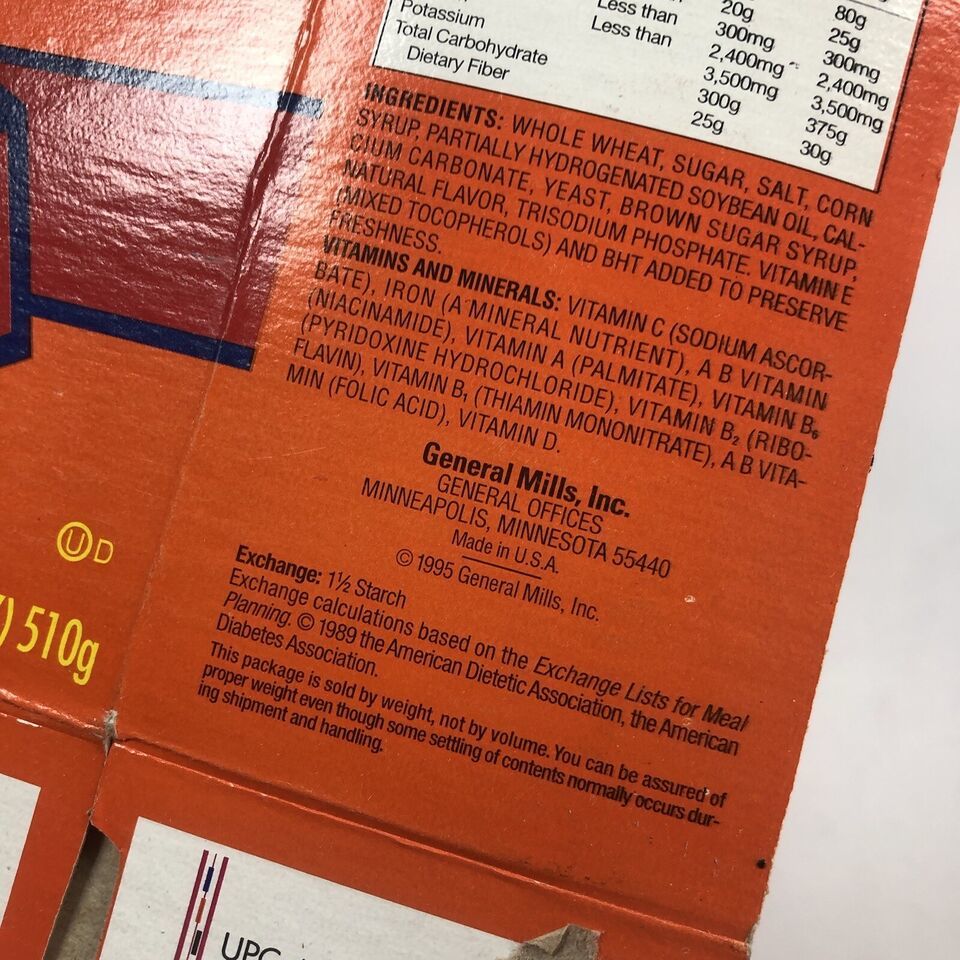 20g 80g
Less than 300mg 25g
Potassium Less than 2,400mg 300mg
Total Carbohydrate 3,500mg 2,400mg
Dietary Fiber 300g 3,500mg
25g 375g
30g
INGREDIENTS: WHOLE WHEAT, SUGAR, SALT, CORN
SYRUP, PARTIALLY HYDROGENATED SOYBEAN OIL, CAL-
CIUM CARBONATE, YEAST, BROWN SUGAR SYRUP,
NATURAL FLAVOR, TRISODIUM PHOSPHATE. VITAMIN E
(MIXED TOCOPHEROLS) AND BHT ADDED TO PRESERVE
FRESHNESS.
VITAMINS AND MINERALS: VITAMIN C (SODIUM ASCOR-
BATE), IRON (A MINERAL NUTRIENT), A B VITAMIN
(NIACINAMIDE), VITAMIN A (PALMITATE), VITAMIN B₆
(PYRIDOXINE HYDROCHLORIDE), VITAMIN B₂ (RIBO-
FLAVIN), VITAMIN B₁ (THIAMIN MONONITRATE), A B VITA-
MIN (FOLIC ACID), VITAMIN D.
General Mills, Inc.
GENERAL OFFICES
MINNEAPOLIS, MINNESOTA 55440
Made in U.S.A.
© 1995 General Mills, Inc.
Exchange: 1½ Starch
Exchange calculations based on the Exchange Lists for Meal
Planning. © 1989 the American Dietetic Association, the American
Diabetes Association.
This package is sold by weight, not by volume. You can be assured of
proper weight even though some settling of contents normally occurs dur-
ing shipment and handling.
U D
) 510g
UPC